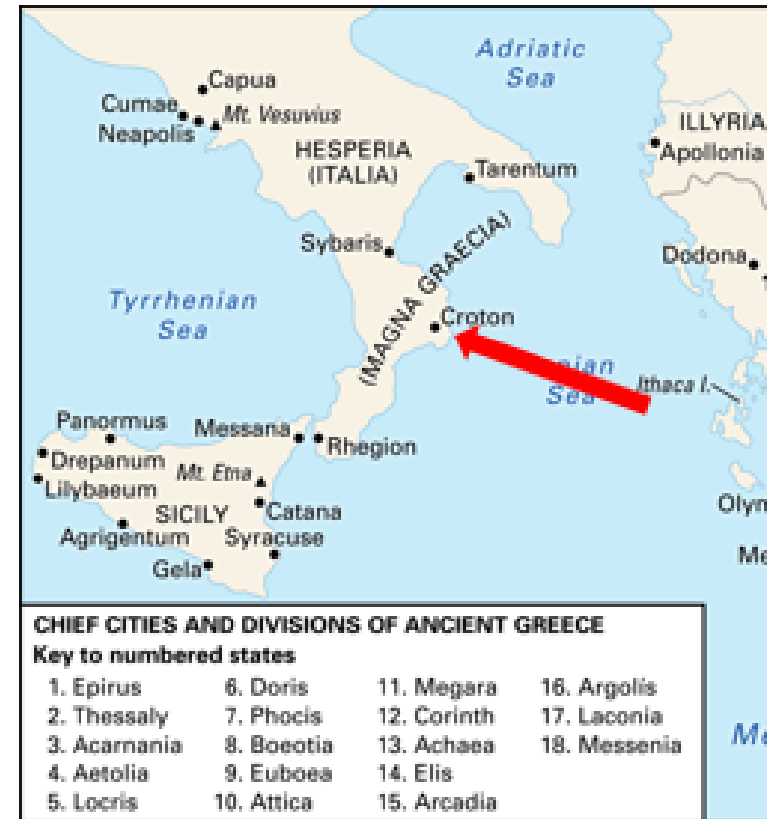 Adriatic
Sea
Capua
Cumae
Mt. Vesuvius
Neapolis
ILLYRIA
Apollonia
HESPERIA
(ITALIA)
Tarentum
Sybaris
(MAGNA GRAECIA)
Dodona
Tyrrhenian
Sea
Croton
Sea
Ithaca I.
Panormus
Messana
Rhegion
Drepanum
Mt. Etna
Lilybaeum
SICILY
Catana
Agrigentum
Syracuse
Gela
CHIEF CITIES AND DIVISIONS OF ANCIENT GREECE
Key to numbered states
1. Epirus
2. Thessaly
3. Acarnania
4. Aetolia
5. Locris
6. Doris
7. Phocis
8. Boeotia
9. Euboea
10. Attica
11. Megara
12. Corinth
13. Achaea
14. Elis
15. Arcadia
16. Argolis
17. Laconia
18. Messenia